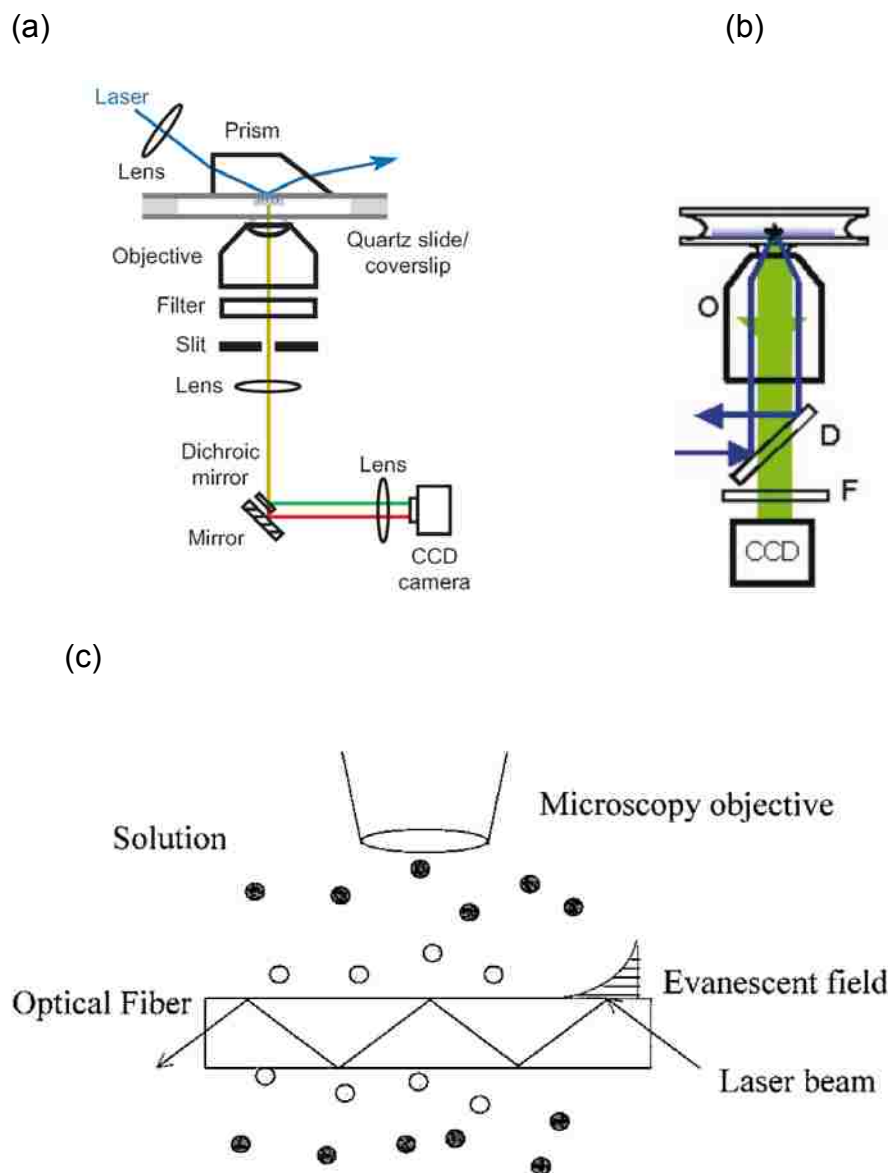 (a)
(b)
Laser
Prism
Lens
Objective
Quartz slide/
coverslip
Filter
Slit
Lens
Dichroic
mirror
Lens
Mirror
CCD
camera
O
D
F
CCD
(c)
Microscopy objective
Solution
Evanescent field
Optical Fiber
Laser beam